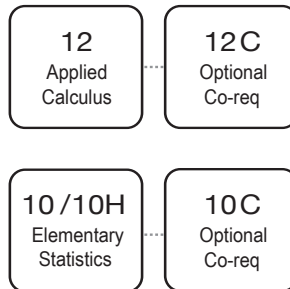 12
Applied
Calculus
12C
Optional
Co-req
10 /10H
Elementary
Statistics
10C
Optional
Co-req